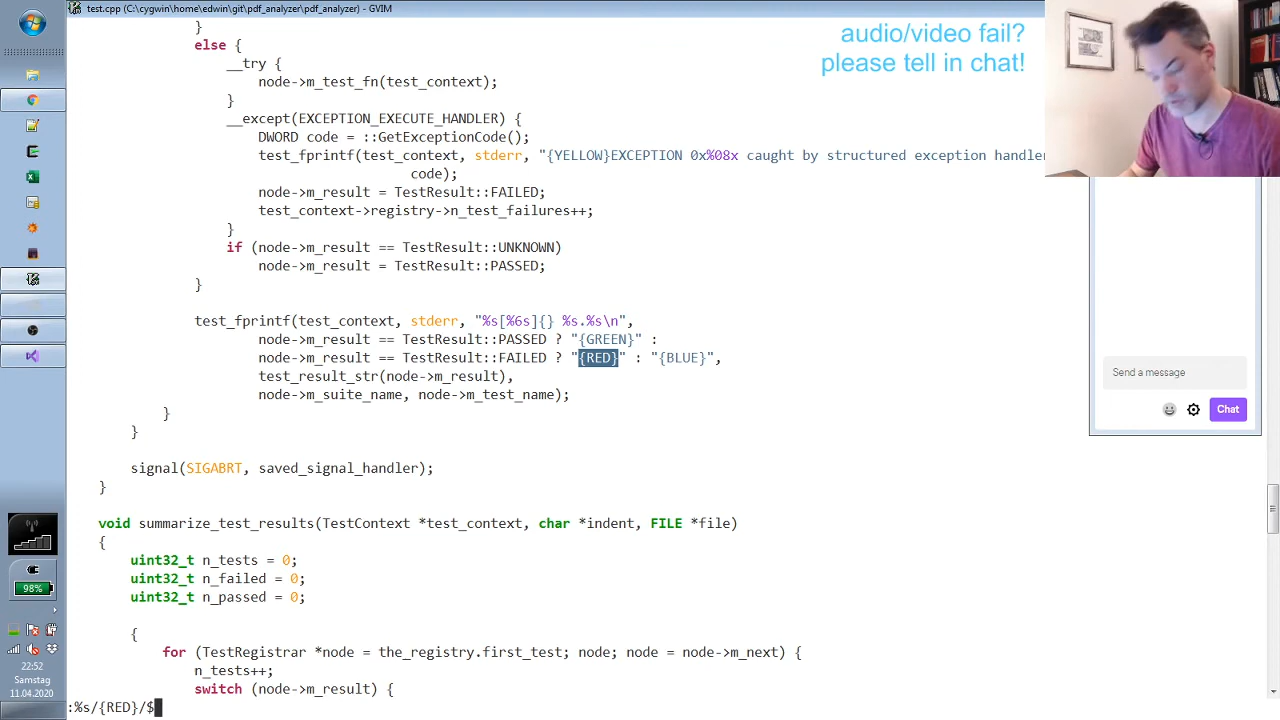 test.cpp (C:\cygwin\home\edwin\git\pdf_analyzer\pdf_analyzer) - GVIM
audio/video fail?
please tell in chat!
}
else {
__try {
node->m_test_fn(test_context);
}
__except(EXCEPTION_EXECUTE_HANDLER) {
DWORD code = ::GetExceptionCode();
test_fprintf(test_context, stderr, "{YELLOW}EXCEPTION 0x%08x caught by structured exception handler
code);
node->m_result = TestResult::FAILED;
test_context->registry->n_test_failures++;
}
if (node->m_result == TestResult::UNKNOWN)
node->m_result = TestResult::PASSED;
}
test_fprintf(test_context, stderr, "%s[%6s]{} %s.%s\n",
node->m_result == TestResult::PASSED ? "{GREEN}" :
node->m_result == TestResult::FAILED ? "{RED}" : "{BLUE}",
test_result_str(node->m_result),
node->m_suite_name, node->m_test_name);
}
}
signal(SIGABRT, saved_signal_handler);
}
void summarize_test_results(TestContext *test_context, char *indent, FILE *file)
{
uint32_t n_tests = 0;
uint32_t n_failed = 0;
uint32_t n_passed = 0;
{
for (TestRegistrar *node = the_registry.first_test; node; node = node->m_next) {
n_tests++;
switch (node->m_result) {
:%s/{RED}/$
Send a message
Chat
98%
22:52
Samstag
11.04.2020